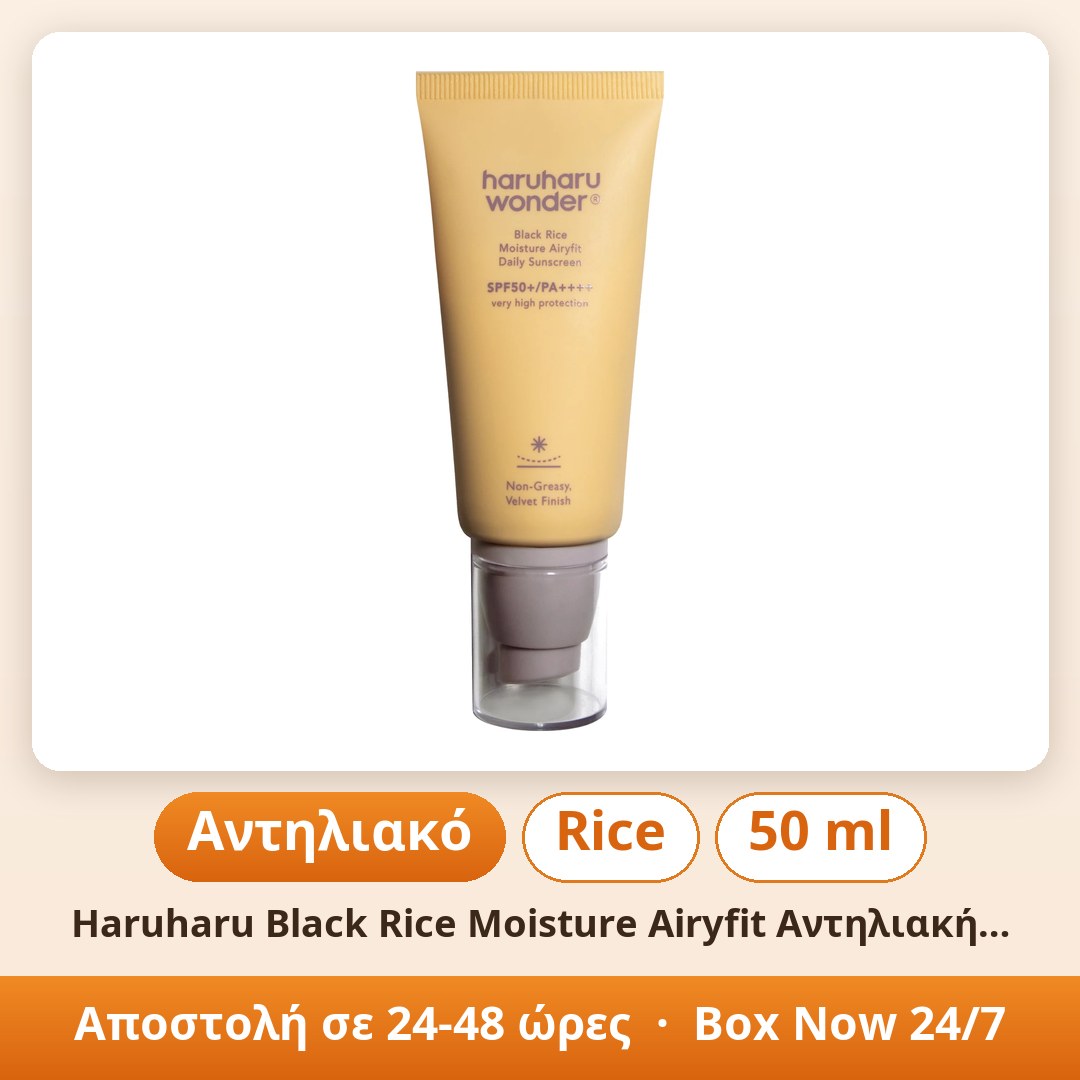 haruharu
wonder®
Black Rice
Moisture Airyfit
Daily Sunscreen
SPF50+/PA++++
very high protection
Non-Greasy,
Velvet Finish
Αντηλιακό
Rice
50 ml
Haruharu Black Rice Moisture Airyfit Αντηλιακή...
Αποστολή σε 24-48 ώρες · Box Now 24/7